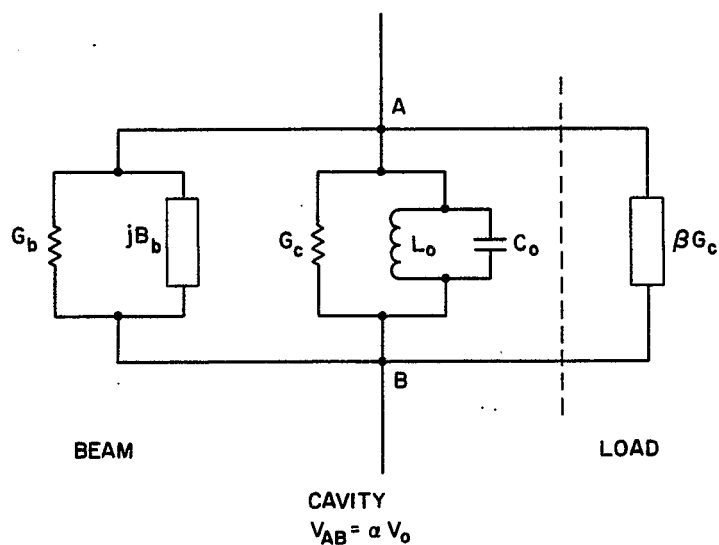 A
G_b
jB_b
G_c
L_o
C_o
βG_c
B
BEAM
LOAD
CAVITY
V_AB = α V_o